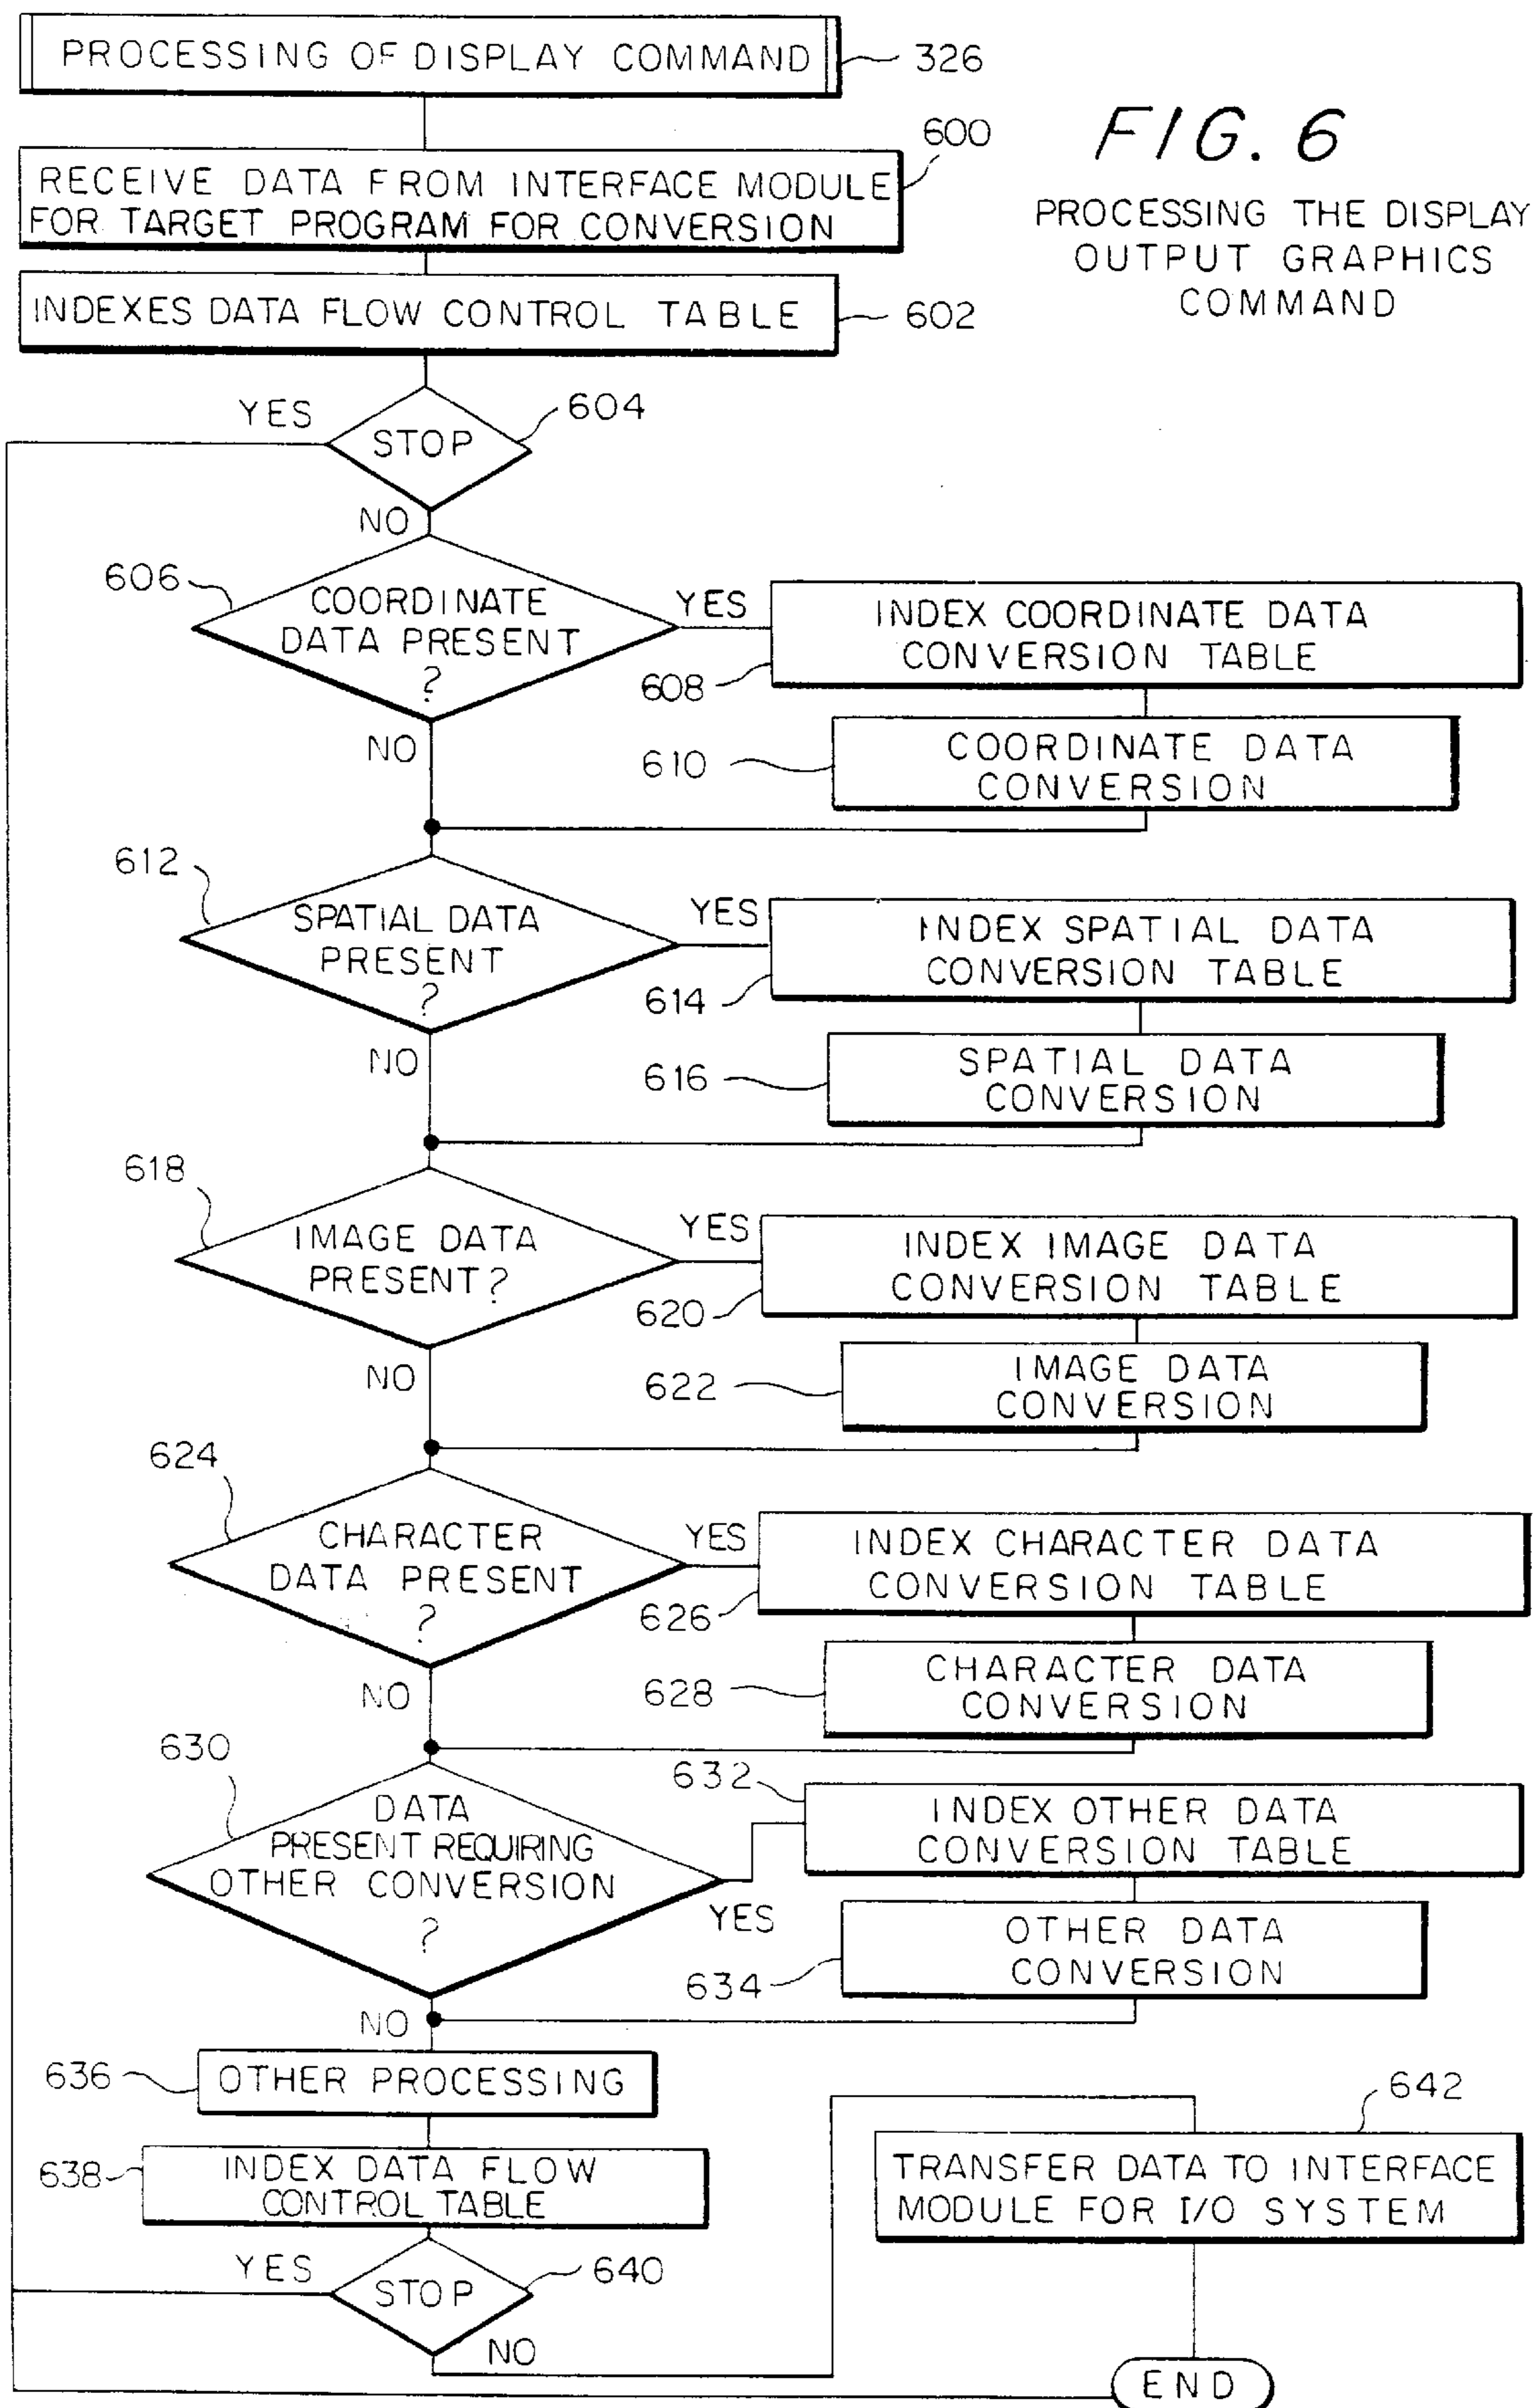 PROCESSING OF DISPLAY COMMAND
326
FIG. 6
PROCESSING THE DISPLAY
OUTPUT GRAPHICS
COMMAND
600
RECEIVE DATA FROM INTERFACE MODULE
FOR TARGET PROGRAM FOR CONVERSION
INDEXES DATA FLOW CONTROL TABLE
602
YES
STOP
604
NO
606
COORDINATE
DATA PRESENT
?
YES
INDEX COORDINATE DATA
CONVERSION TABLE
608
NO
610
COORDINATE DATA
CONVERSION
612
SPATIAL DATA
PRESENT
?
YES
INDEX SPATIAL DATA
CONVERSION TABLE
614
NO
616
SPATIAL DATA
CONVERSION
618
IMAGE DATA
PRESENT?
YES
INDEX IMAGE DATA
CONVERSION TABLE
620
NO
622
IMAGE DATA
CONVERSION
624
CHARACTER
DATA PRESENT
?
YES
INDEX CHARACTER DATA
CONVERSION TABLE
626
NO
628
CHARACTER DATA
CONVERSION
630
DATA
PRESENT REQUIRING
OTHER CONVERSION
?
YES
632
INDEX OTHER DATA
CONVERSION TABLE
634
OTHER DATA
CONVERSION
NO
636
OTHER PROCESSING
638
INDEX DATA FLOW
CONTROL TABLE
642
TRANSFER DATA TO INTERFACE
MODULE FOR I/O SYSTEM
YES
STOP
640
NO
END